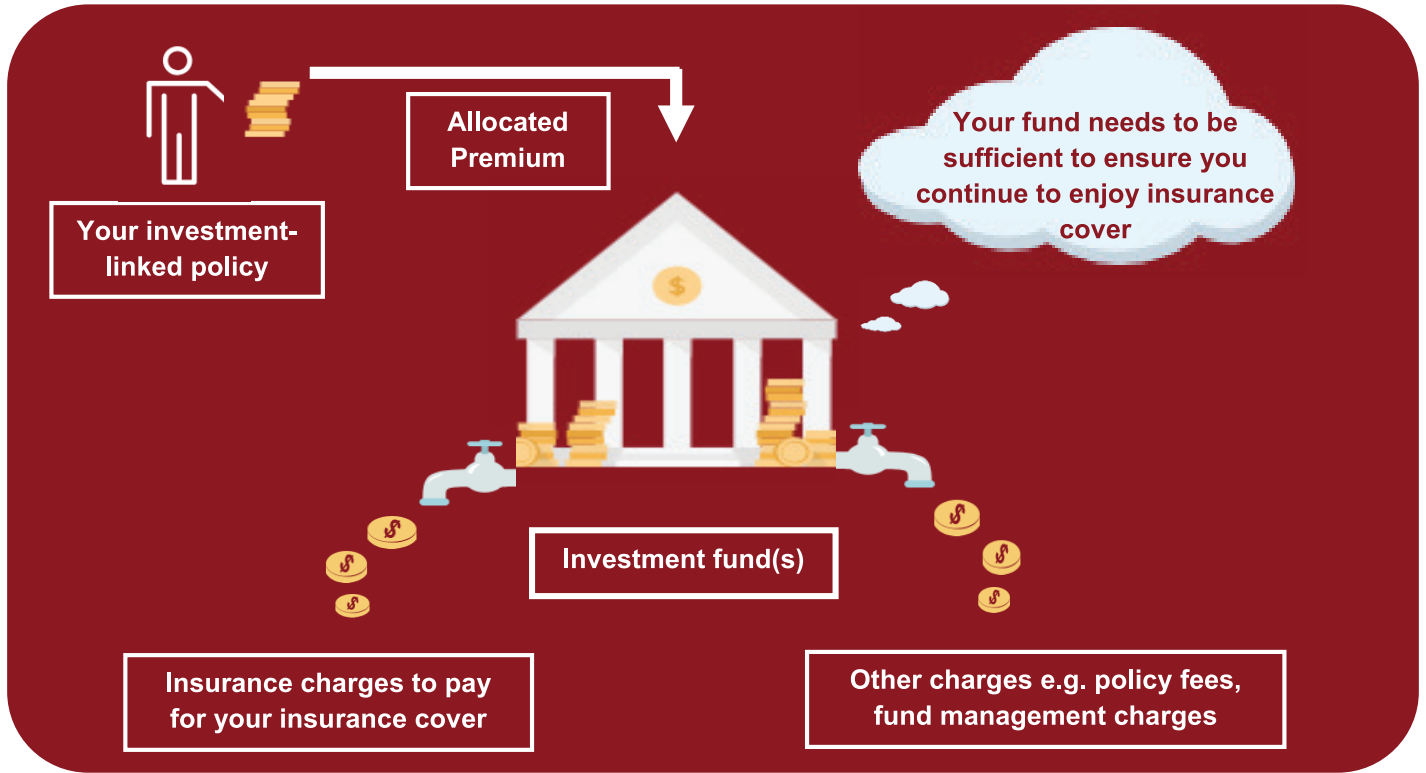 Allocated
Premium
Your fund needs to be
sufficient to ensure you
continue to enjoy insurance
cover
Your investment-
linked policy
$
Investment fund(s)
$
$
$
$
$
$
Insurance charges to pay
for your insurance cover
Other charges e.g. policy fees,
fund management charges